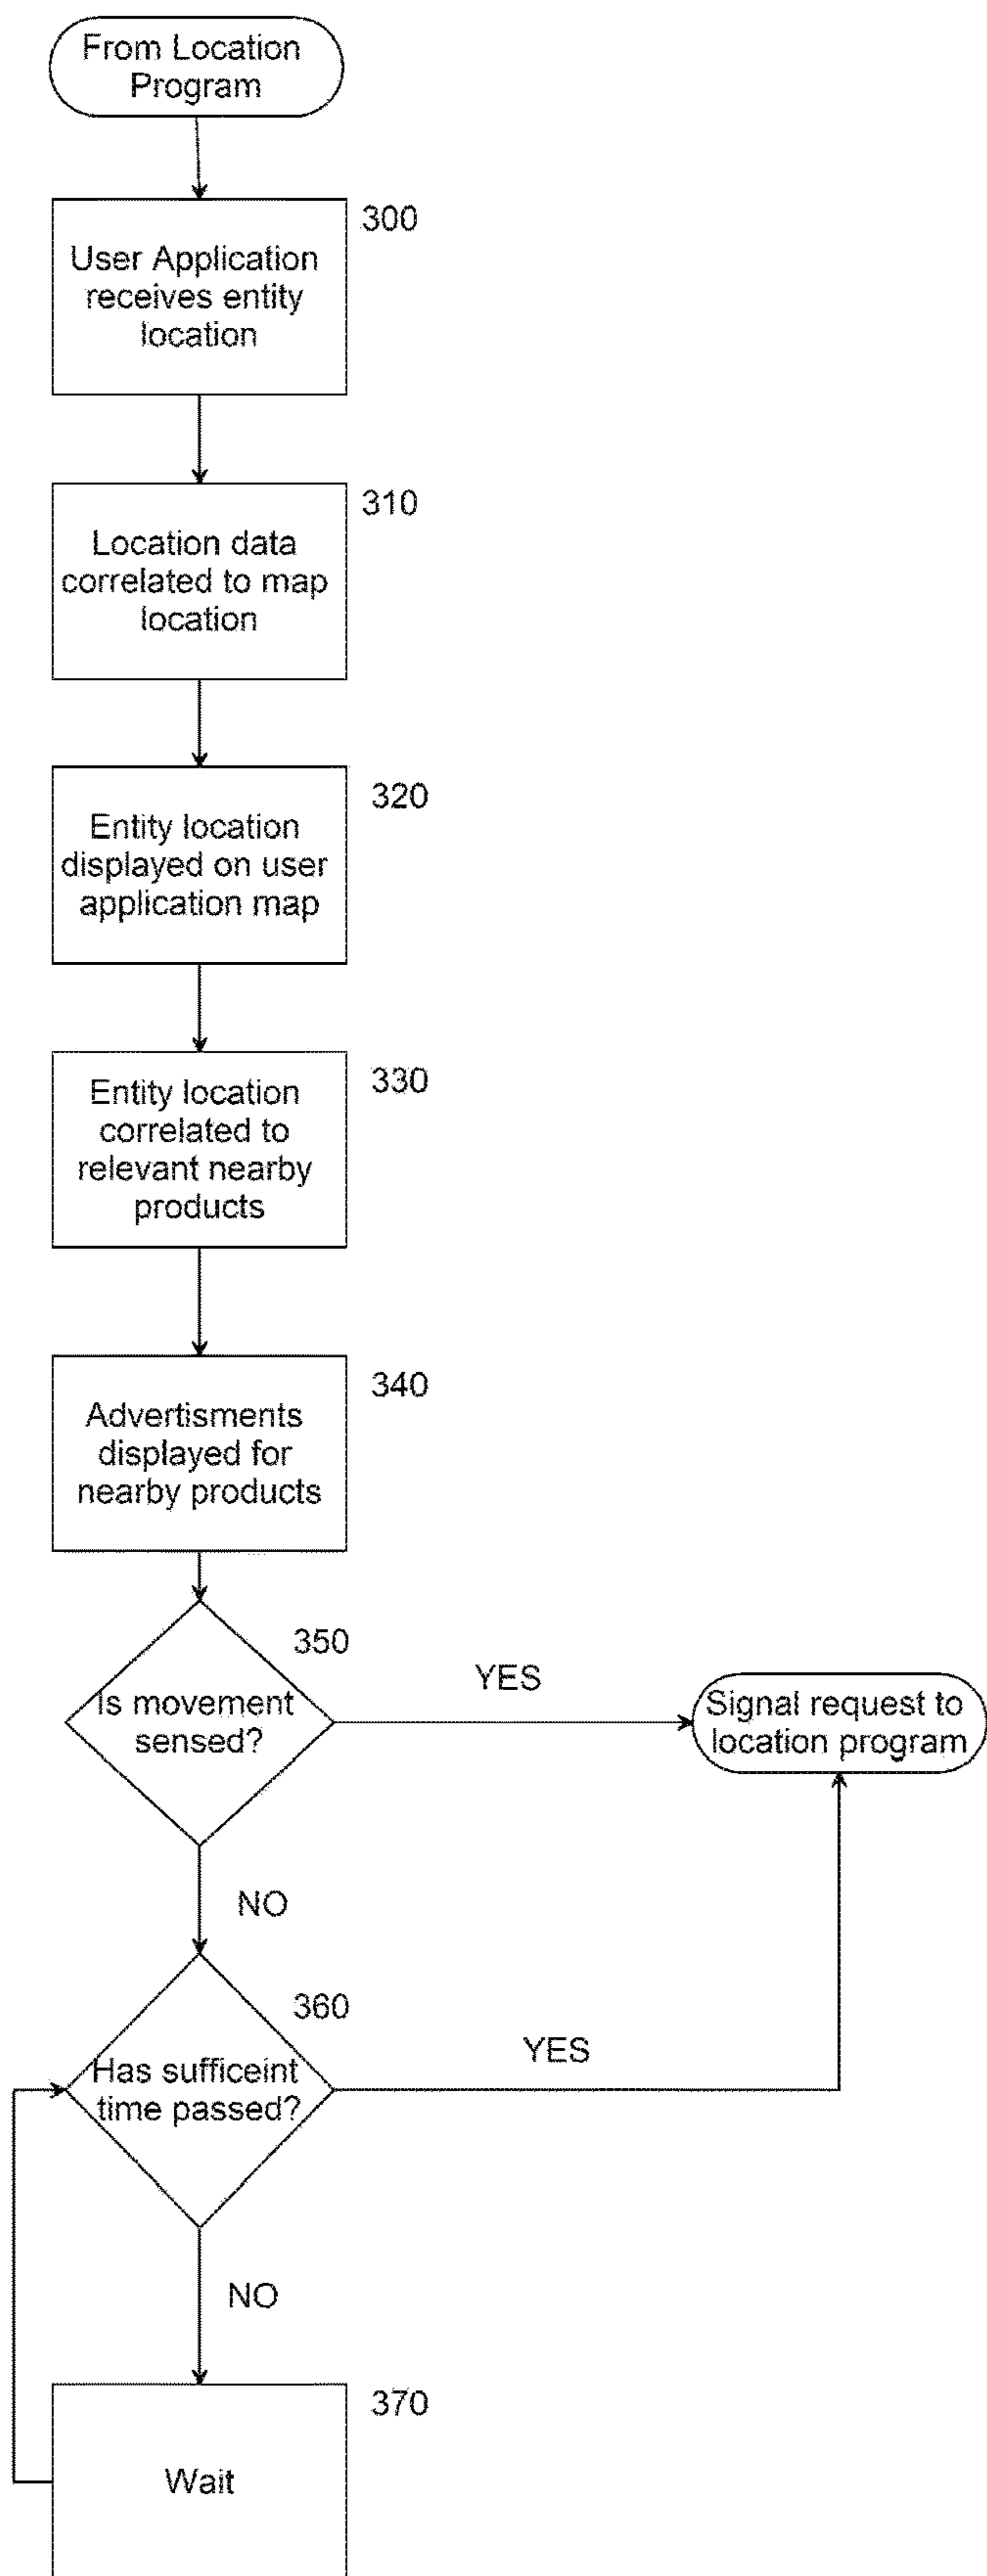 From Location
Program
300
User Application
receives entity
location
310
Location data
correlated to map
location
320
Entity location
displayed on user
application map
330
Entity location
correlated to
relevant nearby
products
340
Advertisments
displayed for
nearby products
350
Is movement
sensed?
YES
Signal request to
location program
NO
360
Has sufficeint
time passed?
YES
NO
370
Wait